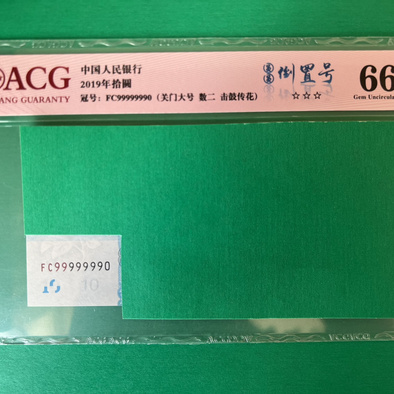 ACG
ANG GUARANTY
中国人民银行
2019年拾圆
冠号：FC99999990（关门大号 数二 击鼓传花）
倒置号
☆☆☆
66
Gem Uncircula
FC99999990
10